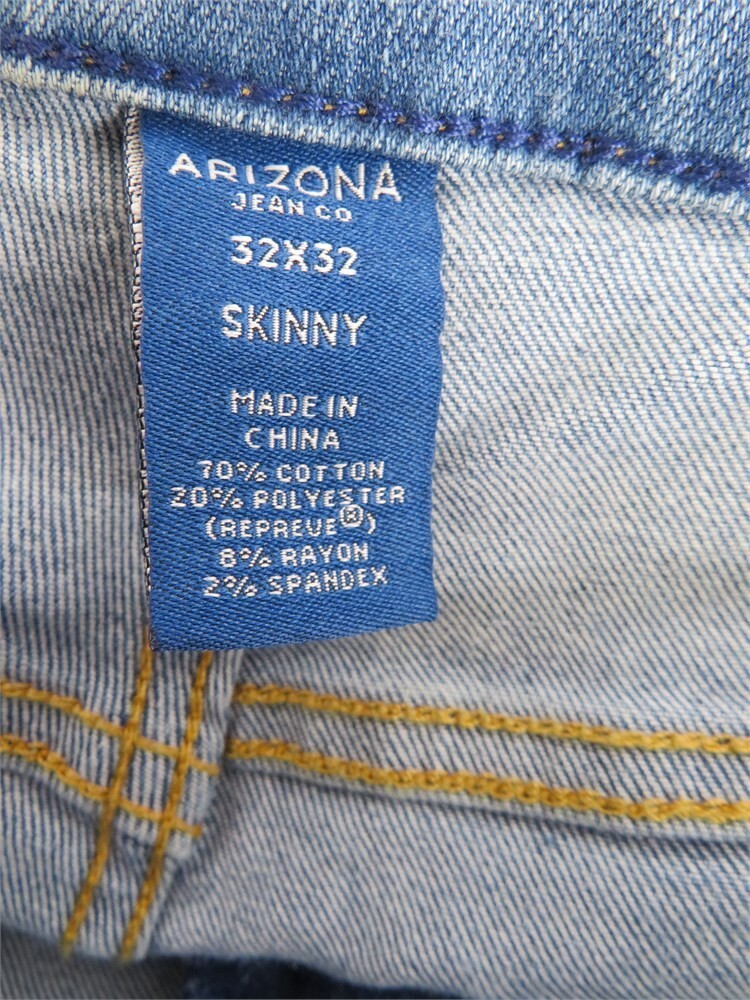 ARIZONA
JEAN CO
32X32
SKINNY
MADE IN
CHINA
70% COTTON
20% POLYESTER
(REPREVE®)
8% RAYON
2% SPANDEX